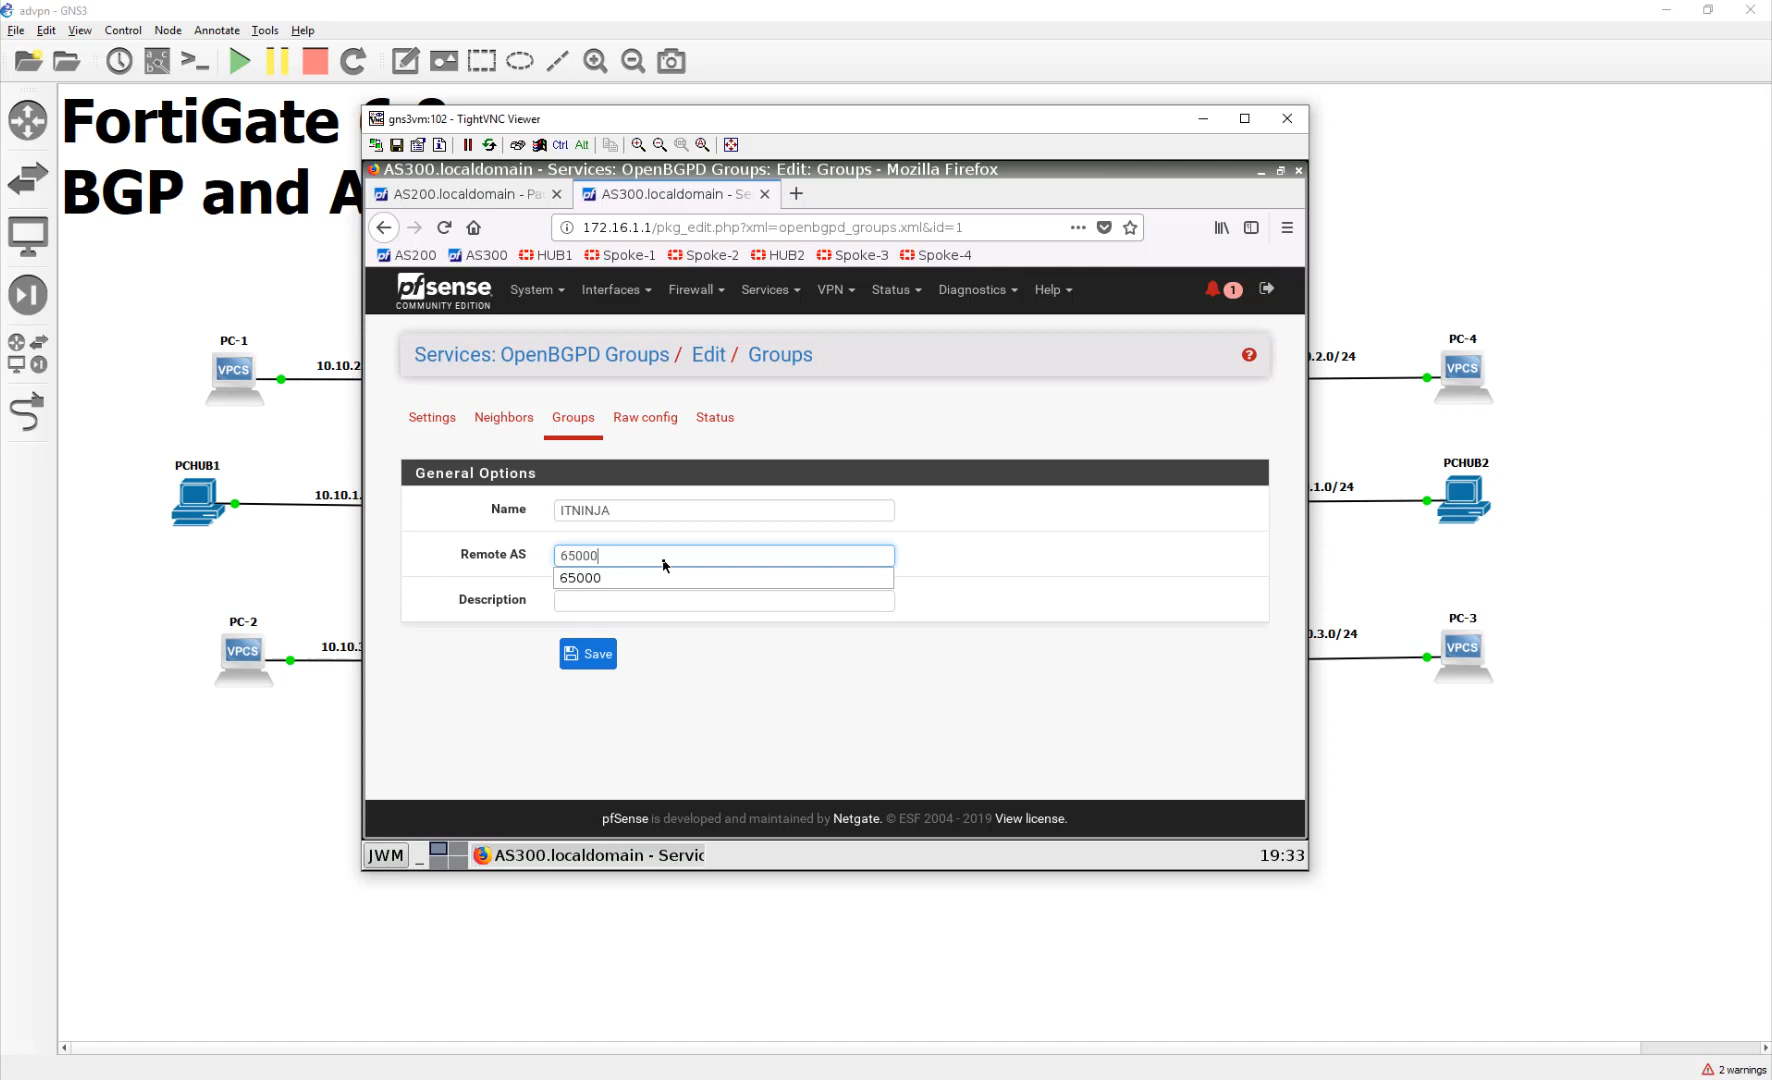 advpn - GNS3
File Edit View Control Node Annotate Tools Help
FortiGate
BGP and A
gns3vm:102 - TightVNC Viewer
Ctrl Alt
AS300.localdomain - Services: OpenBGPD Groups: Edit: Groups - Mozilla Firefox
AS200.localdomain - Pa
AS300.localdomain - Se
172.16.1.1/pkg_edit.php?xml=openbgpd_groups.xml&id=1
AS200 AS300 HUB1 Spoke-1 Spoke-2 HUB2 Spoke-3 Spoke-4
pfsense
COMMUNITY EDITION
System Interfaces Firewall Services VPN Status Diagnostics Help
1
Services: OpenBGPD Groups / Edit / Groups
Settings Neighbors Groups Raw config Status
General Options
Name ITNINJA
Remote AS 65000
65000
Description
Save
pfSense is developed and maintained by Netgate. © ESF 2004 - 2019 View license.
JWM
AS300.localdomain - Servic
19:33
PC-1
VPCS
10.10.2
PCHUB1
10.10.1.
PC-2
VPCS
10.10.3
PC-4
VPCS
.2.0/24
PCHUB2
.1.0/24
PC-3
VPCS
.3.0/24
2 warnings